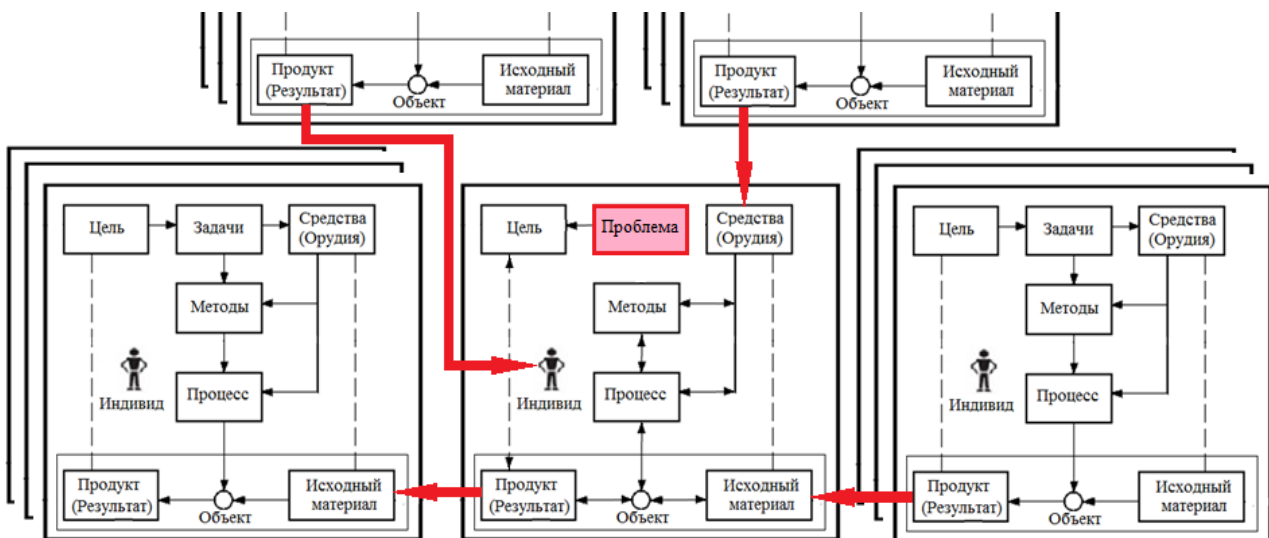 Продукт
(Результат)
Объект
Исходный
материал
Продукт
(Результат)
Объект
Исходный
материал
Цель
Задачи
Средства
(Орудия)
Методы
Индивид
Процесс
Продукт
(Результат)
Объект
Исходный
материал
Цель
Проблема
Средства
(Орудия)
Методы
Индивид
Процесс
Продукт
(Результат)
Объект
Исходный
материал
Цель
Задачи
Средства
(Орудия)
Методы
Индивид
Процесс
Продукт
(Результат)
Объект
Исходный
материал